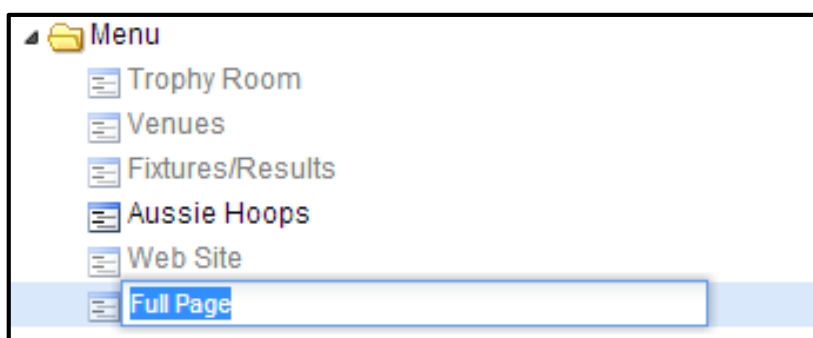 Menu
Trophy Room
Venues
Fixtures/Results
Aussie Hoops
Web Site
Full Page